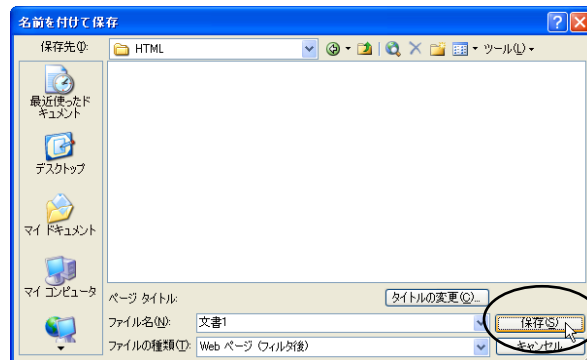 名前を付けて保存
保存先(I):
HTML
ツール(L)
最近使ったド
キュメント
デスクトップ
マイ ドキュメント
マイ コンピュータ
ページ タイトル:
タイトルの変更(C)...
ファイル名(N):
文書1
保存(S)
ファイルの種類(T):
Web ページ (フィルタ後)
キャンセル